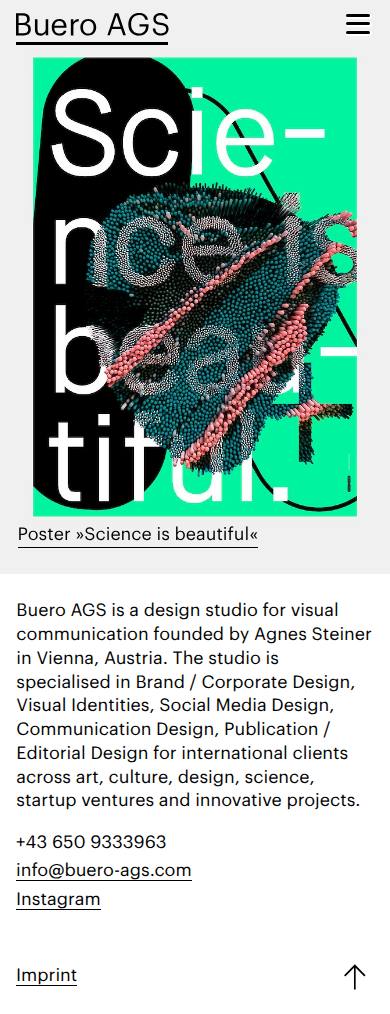 Buero AGS
Scie-
nce is
beau-
tiful.
Poster »Science is beautiful«
Buero AGS is a design studio for visual
communication founded by Agnes Steiner
in Vienna, Austria. The studio is
specialised in Brand / Corporate Design,
Visual Identities, Social Media Design,
Communication Design, Publication /
Editorial Design for international clients
across art, culture, design, science,
startup ventures and innovative projects.
+43 650 9333963
info@buero-ags.com
Instagram
Imprint